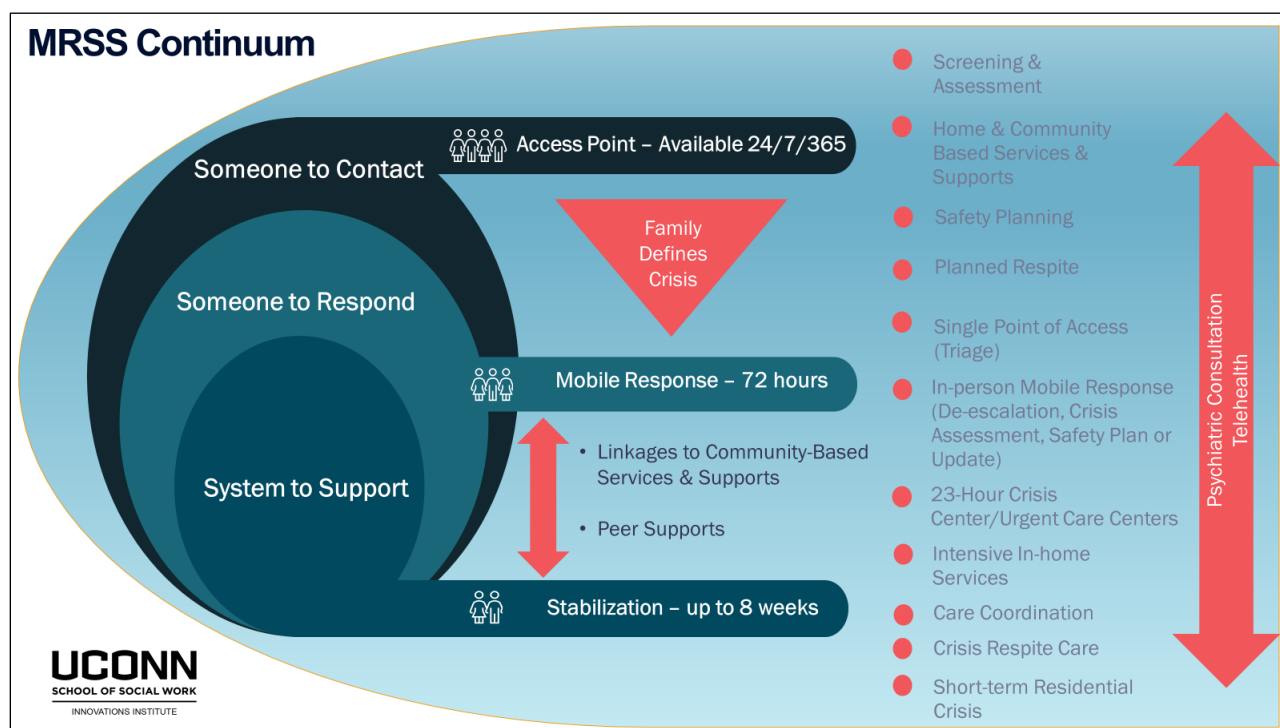 MRSS Continuum
Someone to Contact
Access Point – Available 24/7/365
Family
Defines
Crisis
Someone to Respond
Mobile Response – 72 hours
• Linkages to Community-Based
Services & Supports
• Peer Supports
System to Support
Stabilization – up to 8 weeks
Screening &
Assessment
Home & Community
Based Services &
Supports
Safety Planning
Planned Respite
Single Point of Access
(Triage)
In-person Mobile Response
(De-escalation, Crisis
Assessment, Safety Plan or
Update)
23-Hour Crisis
Center/Urgent Care Centers
Intensive In-home
Services
Care Coordination
Crisis Respite Care
Short-term Residential
Crisis
Psychiatric Consultation
Telehealth
UCONN
SCHOOL OF SOCIAL WORK
INNOVATIONS INSTITUTE